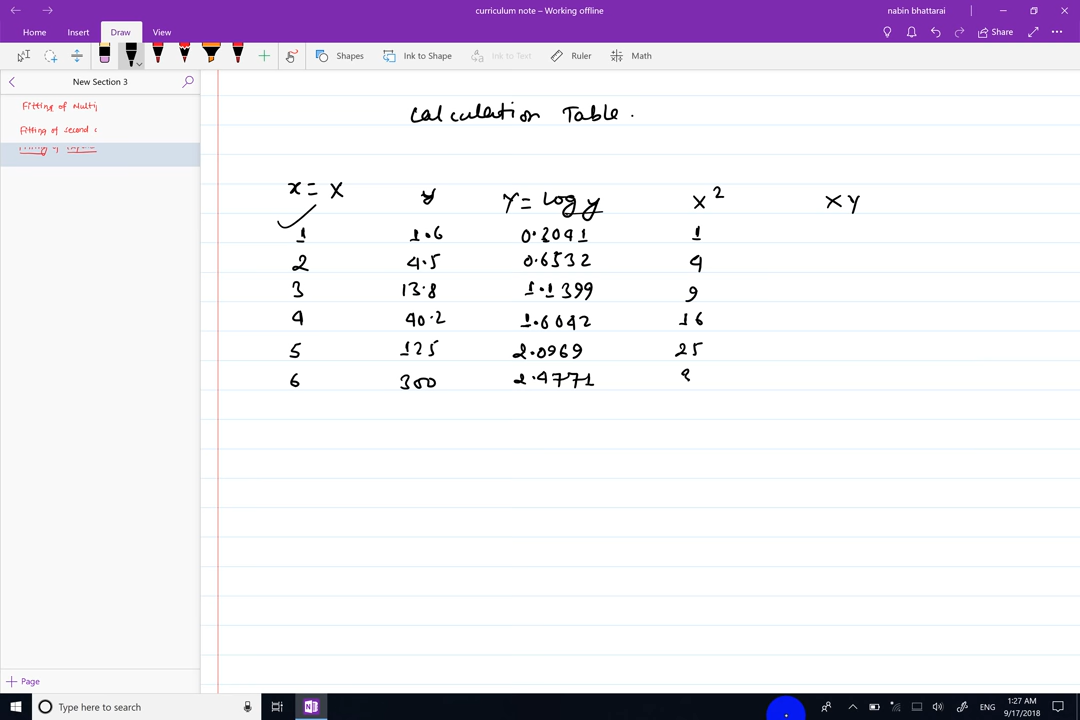 curriculum note – Working offline
nabin bhattarai
Home Insert Draw View
Share
Shapes Ink to Shape Ink to Text Ruler Math
New Section 3
Fitting of Multip
Fitting of second
Fitting of
Calculation Table.
x = X y Y = log y X² XY
1 1.6 0.2041 1
2 4.5 0.6532 4
3 13.8 1.1399 9
4 40.2 1.6042 16
5 125 2.0969 25
6 300 2.4771
Page
Type here to search
ENG
1:27 AM
9/17/2018